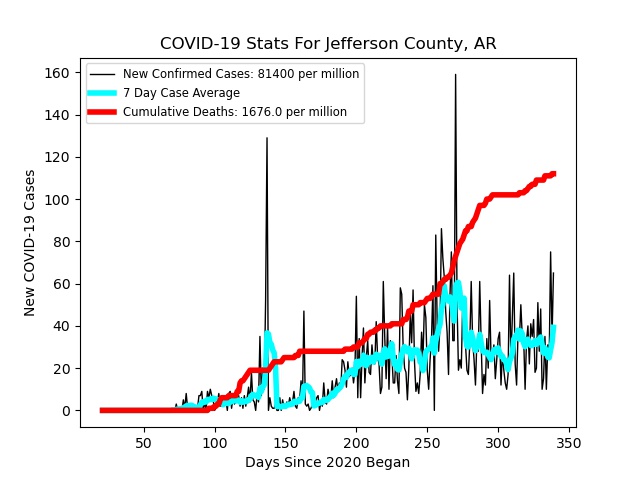 COVID-19 Stats For Jefferson County, AR
New Confirmed Cases: 81400 per million
7 Day Case Average
Cumulative Deaths: 1676.0 per million
160
140
120
100
80
60
40
20
0
New COVID-19 Cases
50 100 150 200 250 300 350
Days Since 2020 Began